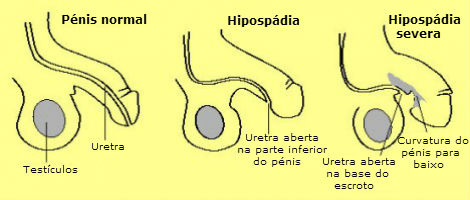 Pénis normal
Hipospádia
Hipospádia
severa
Testículos
Uretra
Uretra aberta
na parte inferior
do pénis
Uretra aberta
na base do
escroto
Curvatura do
pénis para
baixo